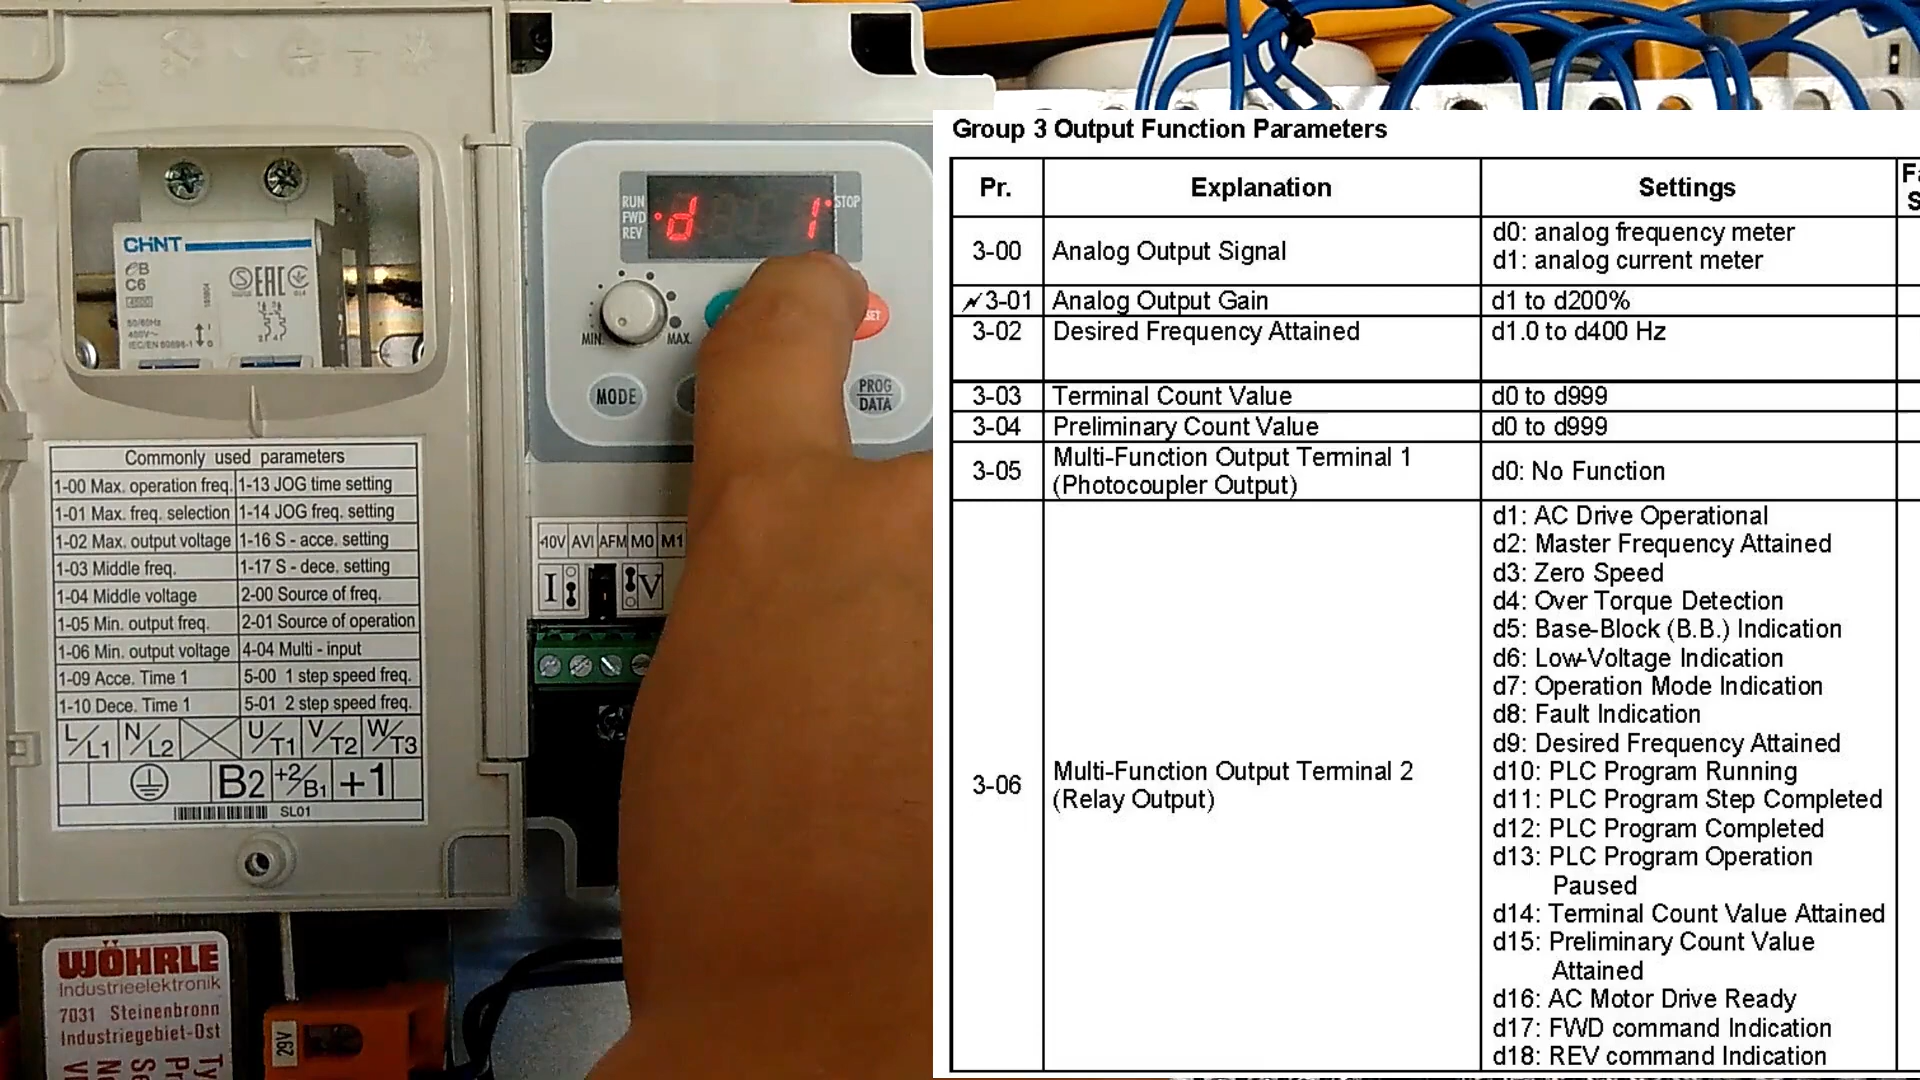 CHNT
eB
C6
4500
50/60Hz
400V~
IEC/EN 60898-1
EAC
RUN
FWD
REV
d 1
STOP
MIN.
MAX.
MODE
PROG
DATA
+10V AVI AFM M0 M1
I V
Commonly used parameters
1-00 Max. operation freq. 1-13 JOG time setting
1-01 Max. freq. selection 1-14 JOG freq. setting
1-02 Max. output voltage 1-16 S - acce. setting
1-03 Middle freq. 1-17 S - dece. setting
1-04 Middle voltage 2-00 Source of freq.
1-05 Min. output freq. 2-01 Source of operation
1-06 Min. output voltage 4-04 Multi - input
1-09 Acce. Time 1 5-00 1 step speed freq.
1-10 Dece. Time 1 5-01 2 step speed freq.
L/L1 N/L2 U/T1 V/T2 W/T3
B2 +2/B1 +1
SL01
WÖHRLE
Industrieelektronik
7031 Steinenbronn
Industriegebiet-Ost
29V
Group 3 Output Function Parameters
Pr. Explanation Settings
3-00 Analog Output Signal d0: analog frequency meter
d1: analog current meter
3-01 Analog Output Gain d1 to d200%
3-02 Desired Frequency Attained d1.0 to d400 Hz
3-03 Terminal Count Value d0 to d999
3-04 Preliminary Count Value d0 to d999
3-05 Multi-Function Output Terminal 1
(Photocoupler Output) d0: No Function
3-06 Multi-Function Output Terminal 2
(Relay Output)
d1: AC Drive Operational
d2: Master Frequency Attained
d3: Zero Speed
d4: Over Torque Detection
d5: Base-Block (B.B.) Indication
d6: Low-Voltage Indication
d7: Operation Mode Indication
d8: Fault Indication
d9: Desired Frequency Attained
d10: PLC Program Running
d11: PLC Program Step Completed
d12: PLC Program Completed
d13: PLC Program Operation
Paused
d14: Terminal Count Value Attained
d15: Preliminary Count Value
Attained
d16: AC Motor Drive Ready
d17: FWD command Indication
d18: REV command Indication